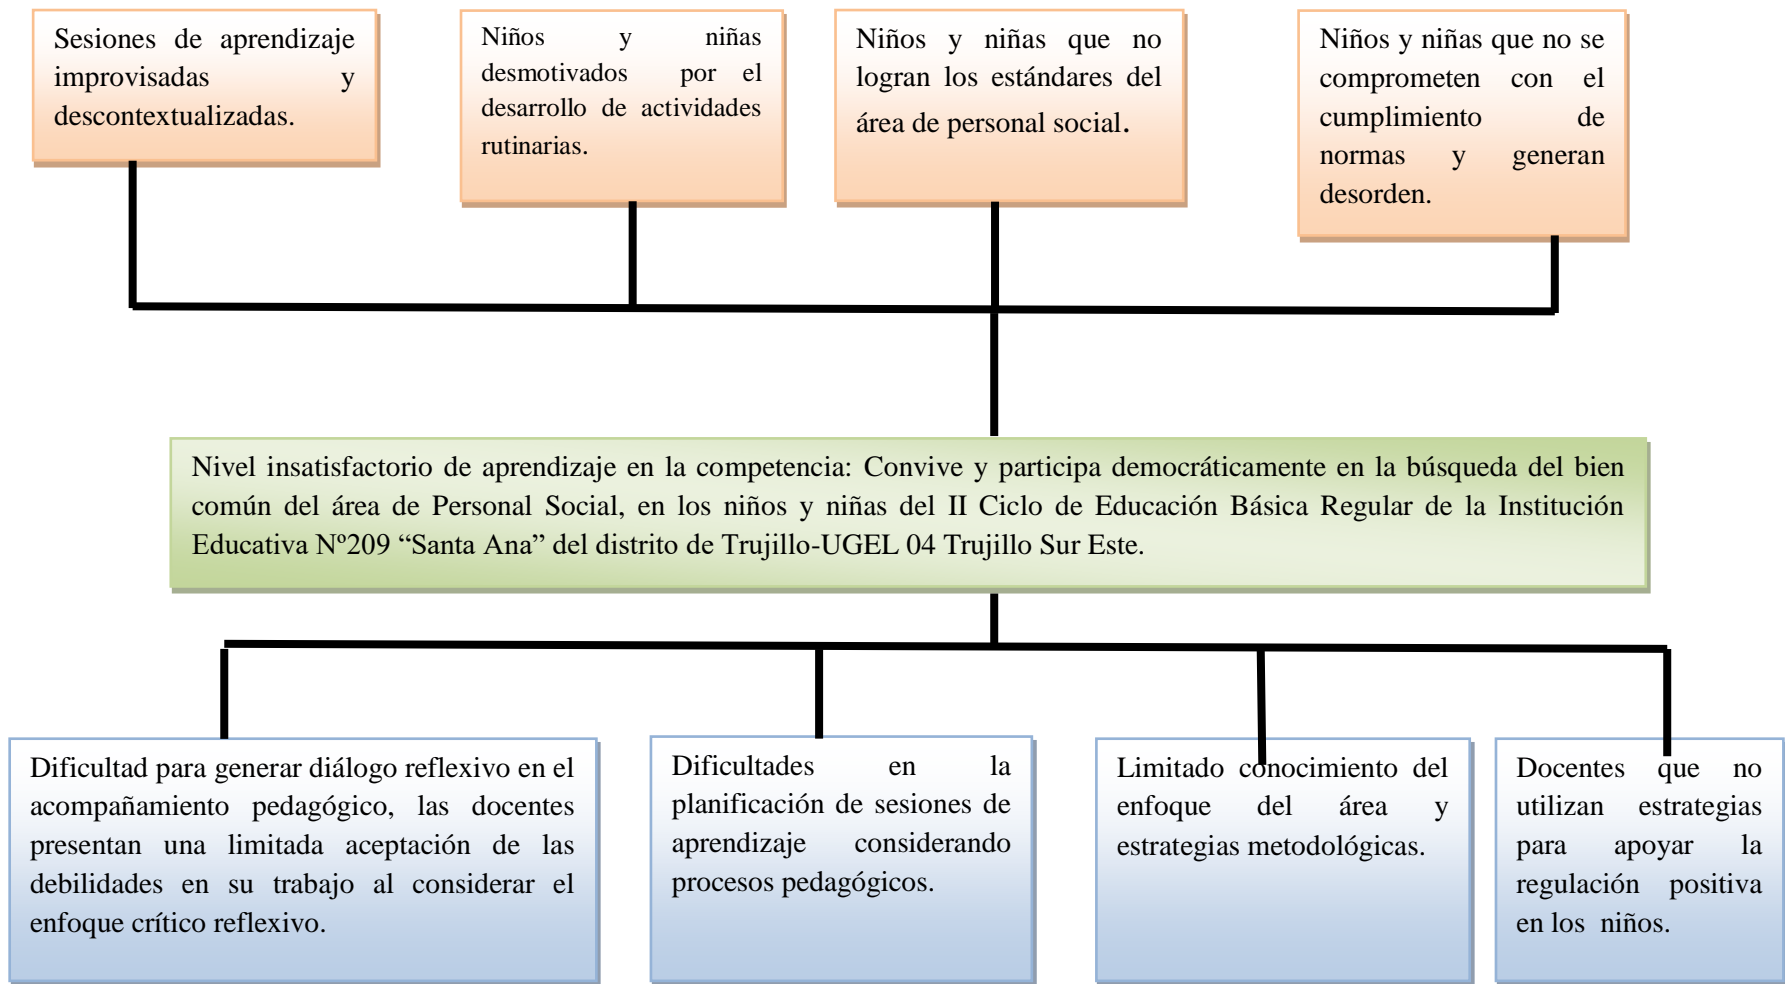 Sesiones de aprendizaje
improvisadas y
descontextualizadas.
Niños y niñas
desmotivados por el
desarrollo de actividades
rutinarias.
Niños y niñas que no
logran los estándares del
área de personal social.
Niños y niñas que no se
comprometen con el
cumplimiento de
normas y generan
desorden.
Nivel insatisfactorio de aprendizaje en la competencia: Convive y participa democráticamente en la búsqueda del bien
común del área de Personal Social, en los niños y niñas del II Ciclo de Educación Básica Regular de la Institución
Educativa Nº209 “Santa Ana” del distrito de Trujillo-UGEL 04 Trujillo Sur Este.
Dificultad para generar diálogo reflexivo en el
acompañamiento pedagógico, las docentes
presentan una limitada aceptación de las
debilidades en su trabajo al considerar el
enfoque crítico reflexivo.
Dificultades en la
planificación de sesiones de
aprendizaje considerando
procesos pedagógicos.
Limitado conocimiento del
enfoque del área y
estrategias metodológicas.
Docentes que no
utilizan estrategias
para apoyar la
regulación positiva
en los niños.